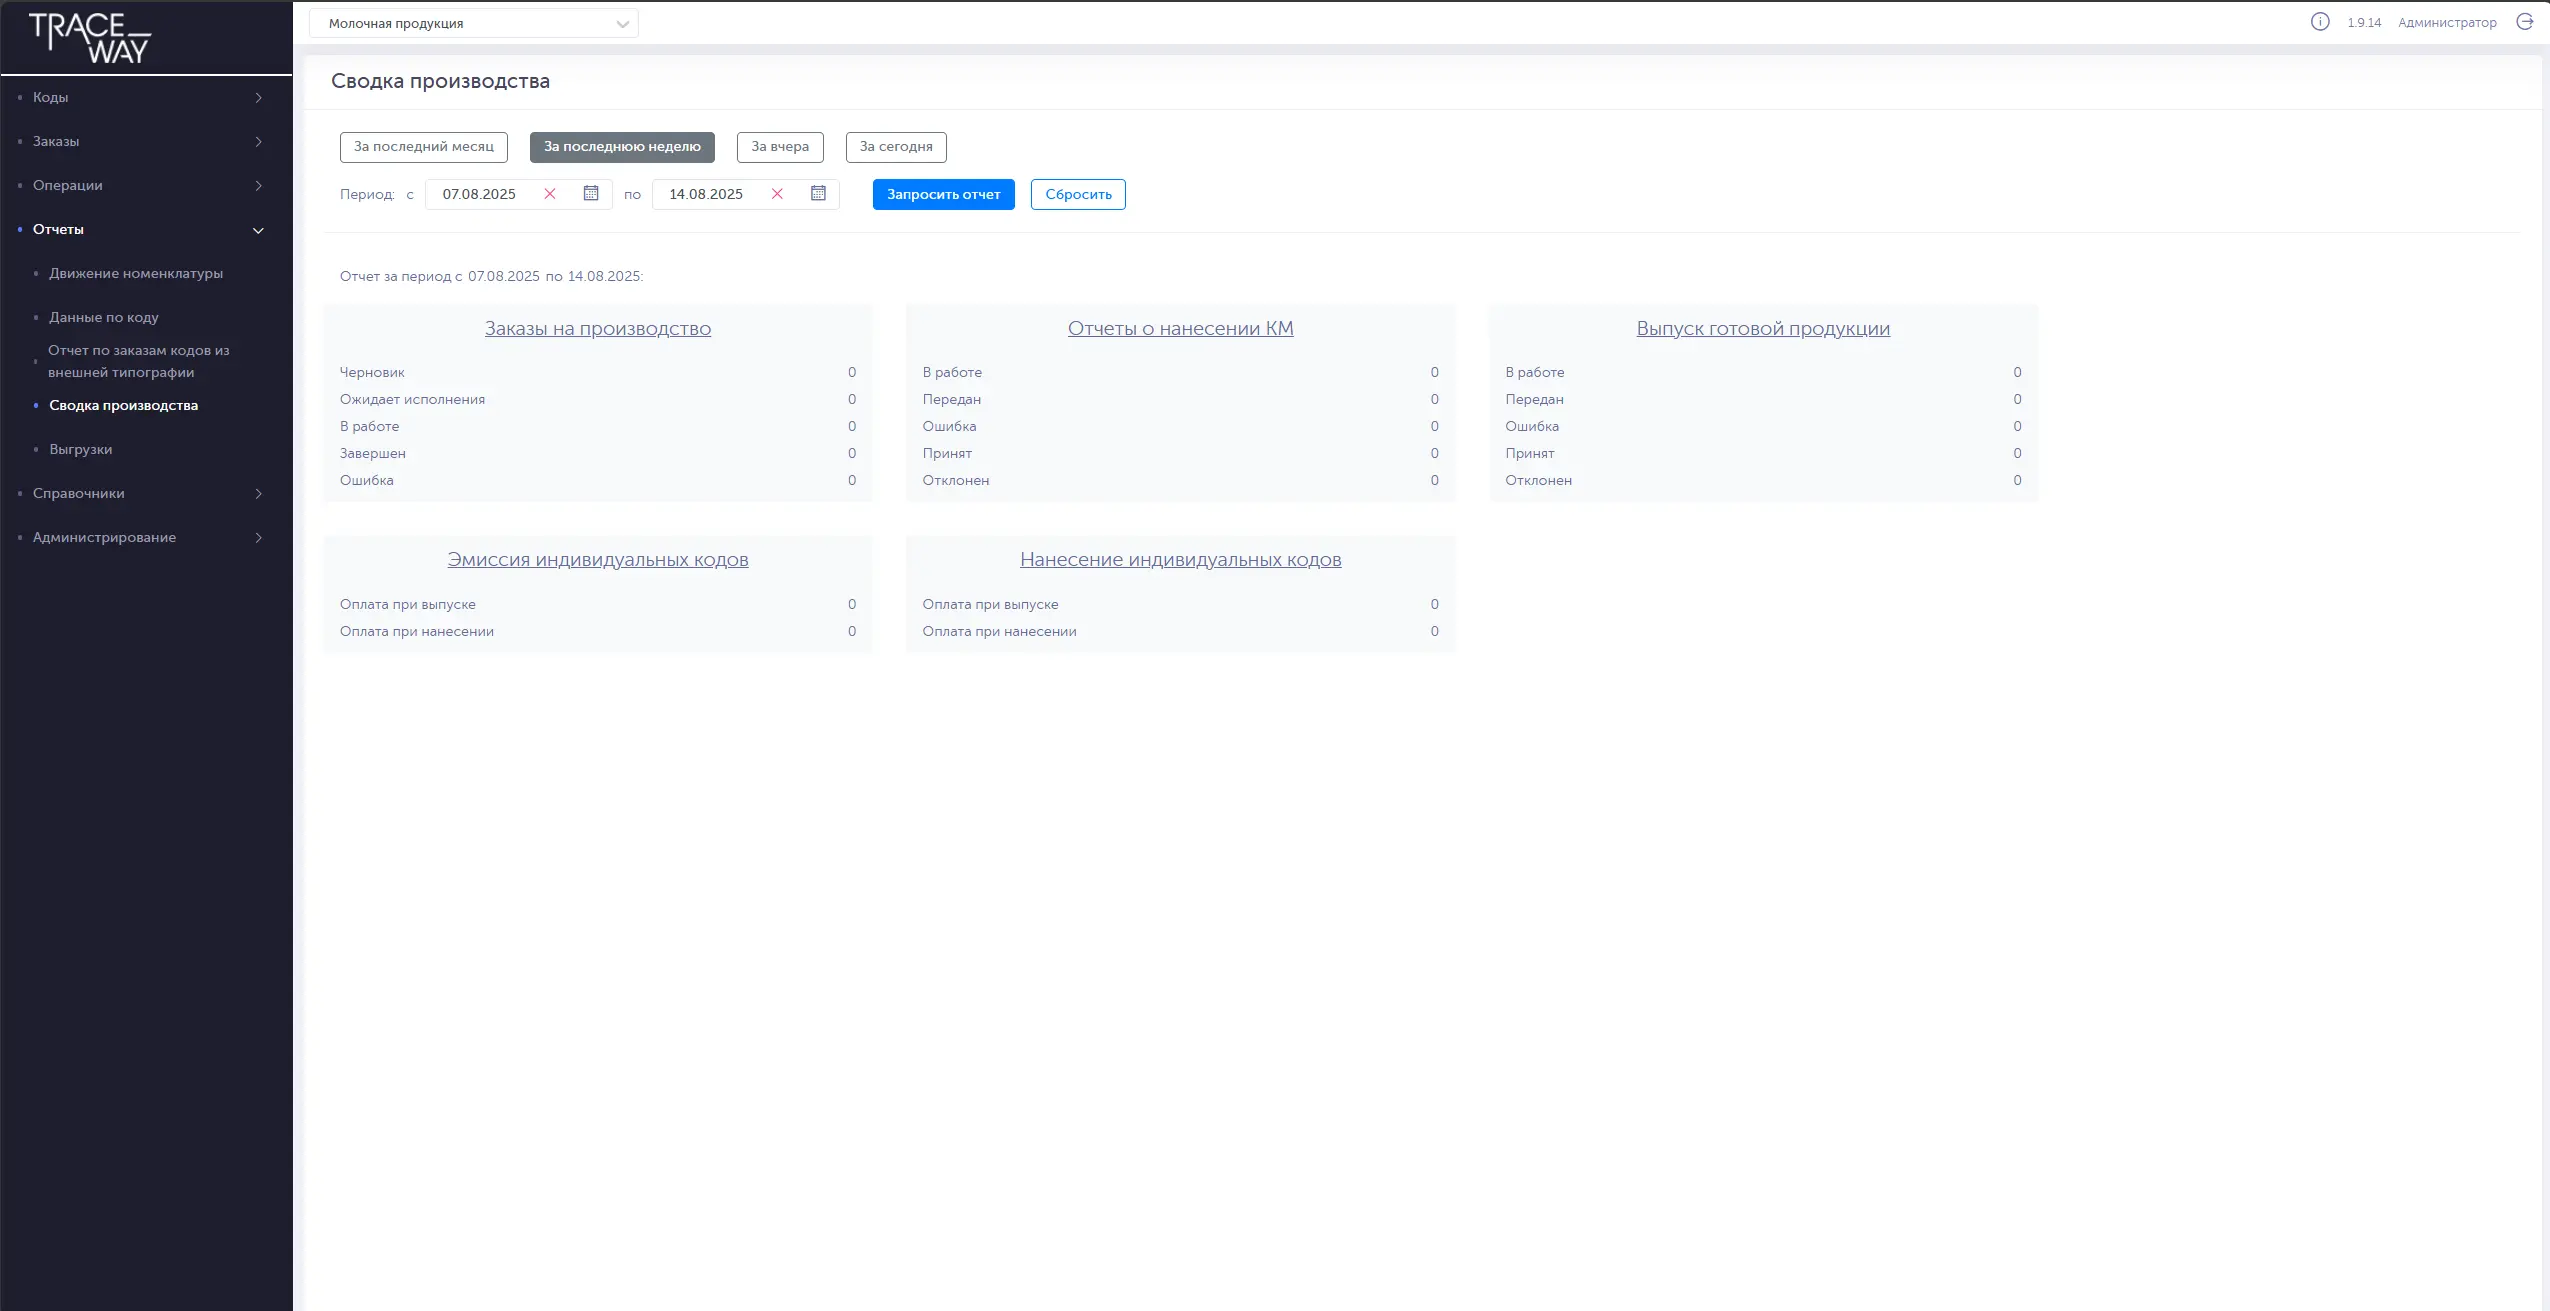 TRACE_
WAY
Молочная продукция
1.9.14 Администратор
Коды
Заказы
Операции
Отчеты
Движение номенклатуры
Данные по коду
Отчет по заказам кодов из
внешней типографии
Сводка производства
Выгрузки
Справочники
Администрирование
Сводка производства
За последний месяц За последнюю неделю За вчера За сегодня
Период: с 07.08.2025 по 14.08.2025 Запросить отчет Сбросить
Отчет за период с 07.08.2025 по 14.08.2025:
Заказы на производство
Черновик 0
Ожидает исполнения 0
В работе 0
Завершен 0
Ошибка 0
Отчеты о нанесении КМ
В работе 0
Передан 0
Ошибка 0
Принят 0
Отклонен 0
Выпуск готовой продукции
В работе 0
Передан 0
Ошибка 0
Принят 0
Отклонен 0
Эмиссия индивидуальных кодов
Оплата при выпуске 0
Оплата при нанесении 0
Нанесение индивидуальных кодов
Оплата при выпуске 0
Оплата при нанесении 0